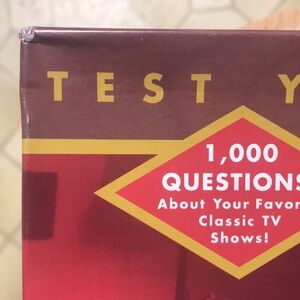 TEST Y
1,000
QUESTIONS
About Your Favor
Classic TV
Shows!